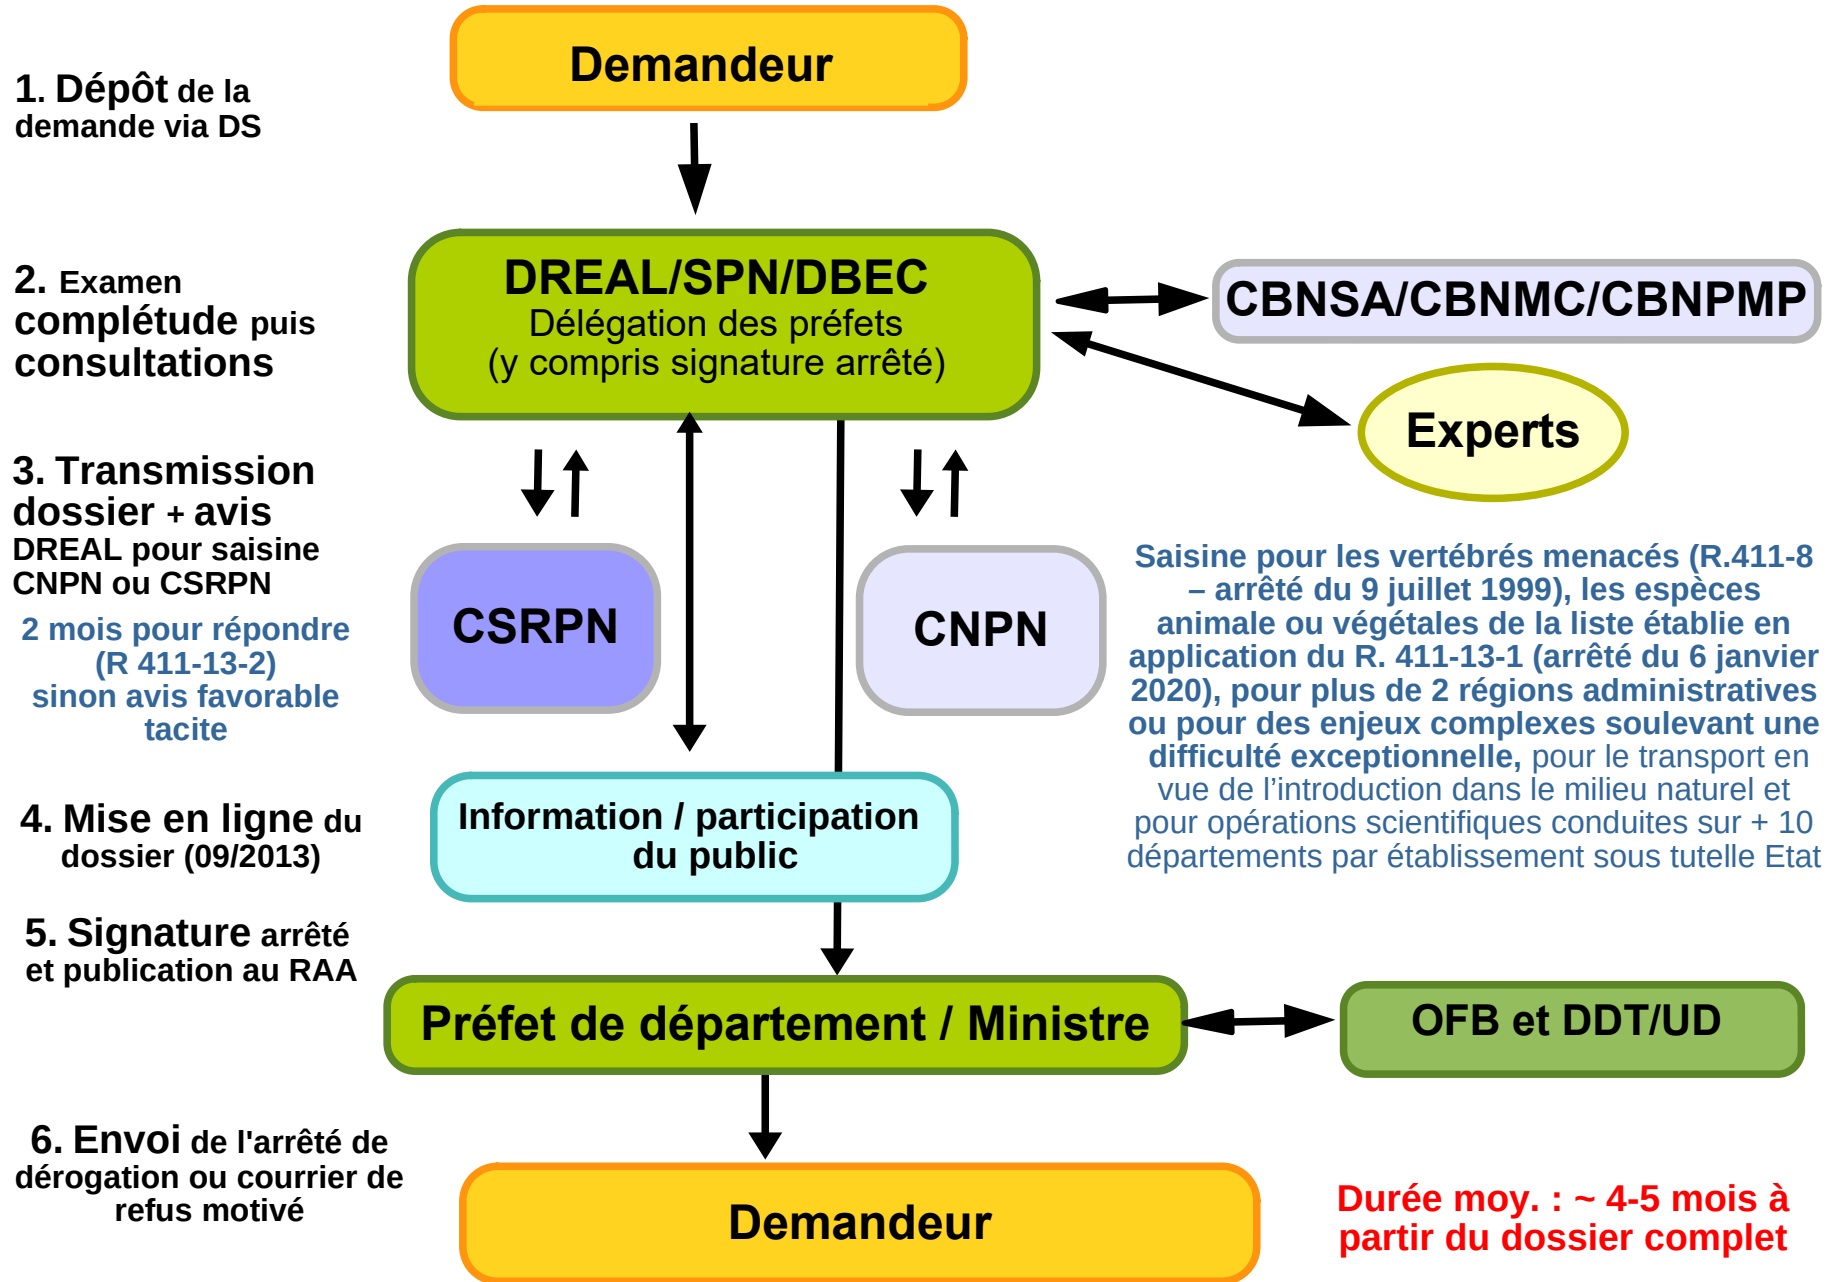 Demandeur
1. Dépôt de la
demande via DS
DREAL/SPN/DBEC
Délégation des préfets
(y compris signature arrêté)
CBNSA/CBNMC/CBNPMP
2. Examen
complétude puis
consultations
Experts
3. Transmission
dossier + avis
DREAL pour saisine
CNPN ou CSRPN
2 mois pour répondre
(R 411-13-2)
sinon avis favorable
tacite
CSRPN
CNPN
Saisine pour les vertébrés menacés (R.411-8
– arrêté du 9 juillet 1999), les espèces
animale ou végétales de la liste établie en
application du R. 411-13-1 (arrêté du 6 janvier
2020), pour plus de 2 régions administratives
ou pour des enjeux complexes soulevant une
difficulté exceptionnelle, pour le transport en
vue de l’introduction dans le milieu naturel et
pour opérations scientifiques conduites sur + 10
départements par établissement sous tutelle Etat
4. Mise en ligne du
dossier (09/2013)
Information / participation
du public
5. Signature arrêté
et publication au RAA
Préfet de département / Ministre
OFB et DDT/UD
6. Envoi de l'arrêté de
dérogation ou courrier de
refus motivé
Demandeur
Durée moy. : ~ 4-5 mois à
partir du dossier complet